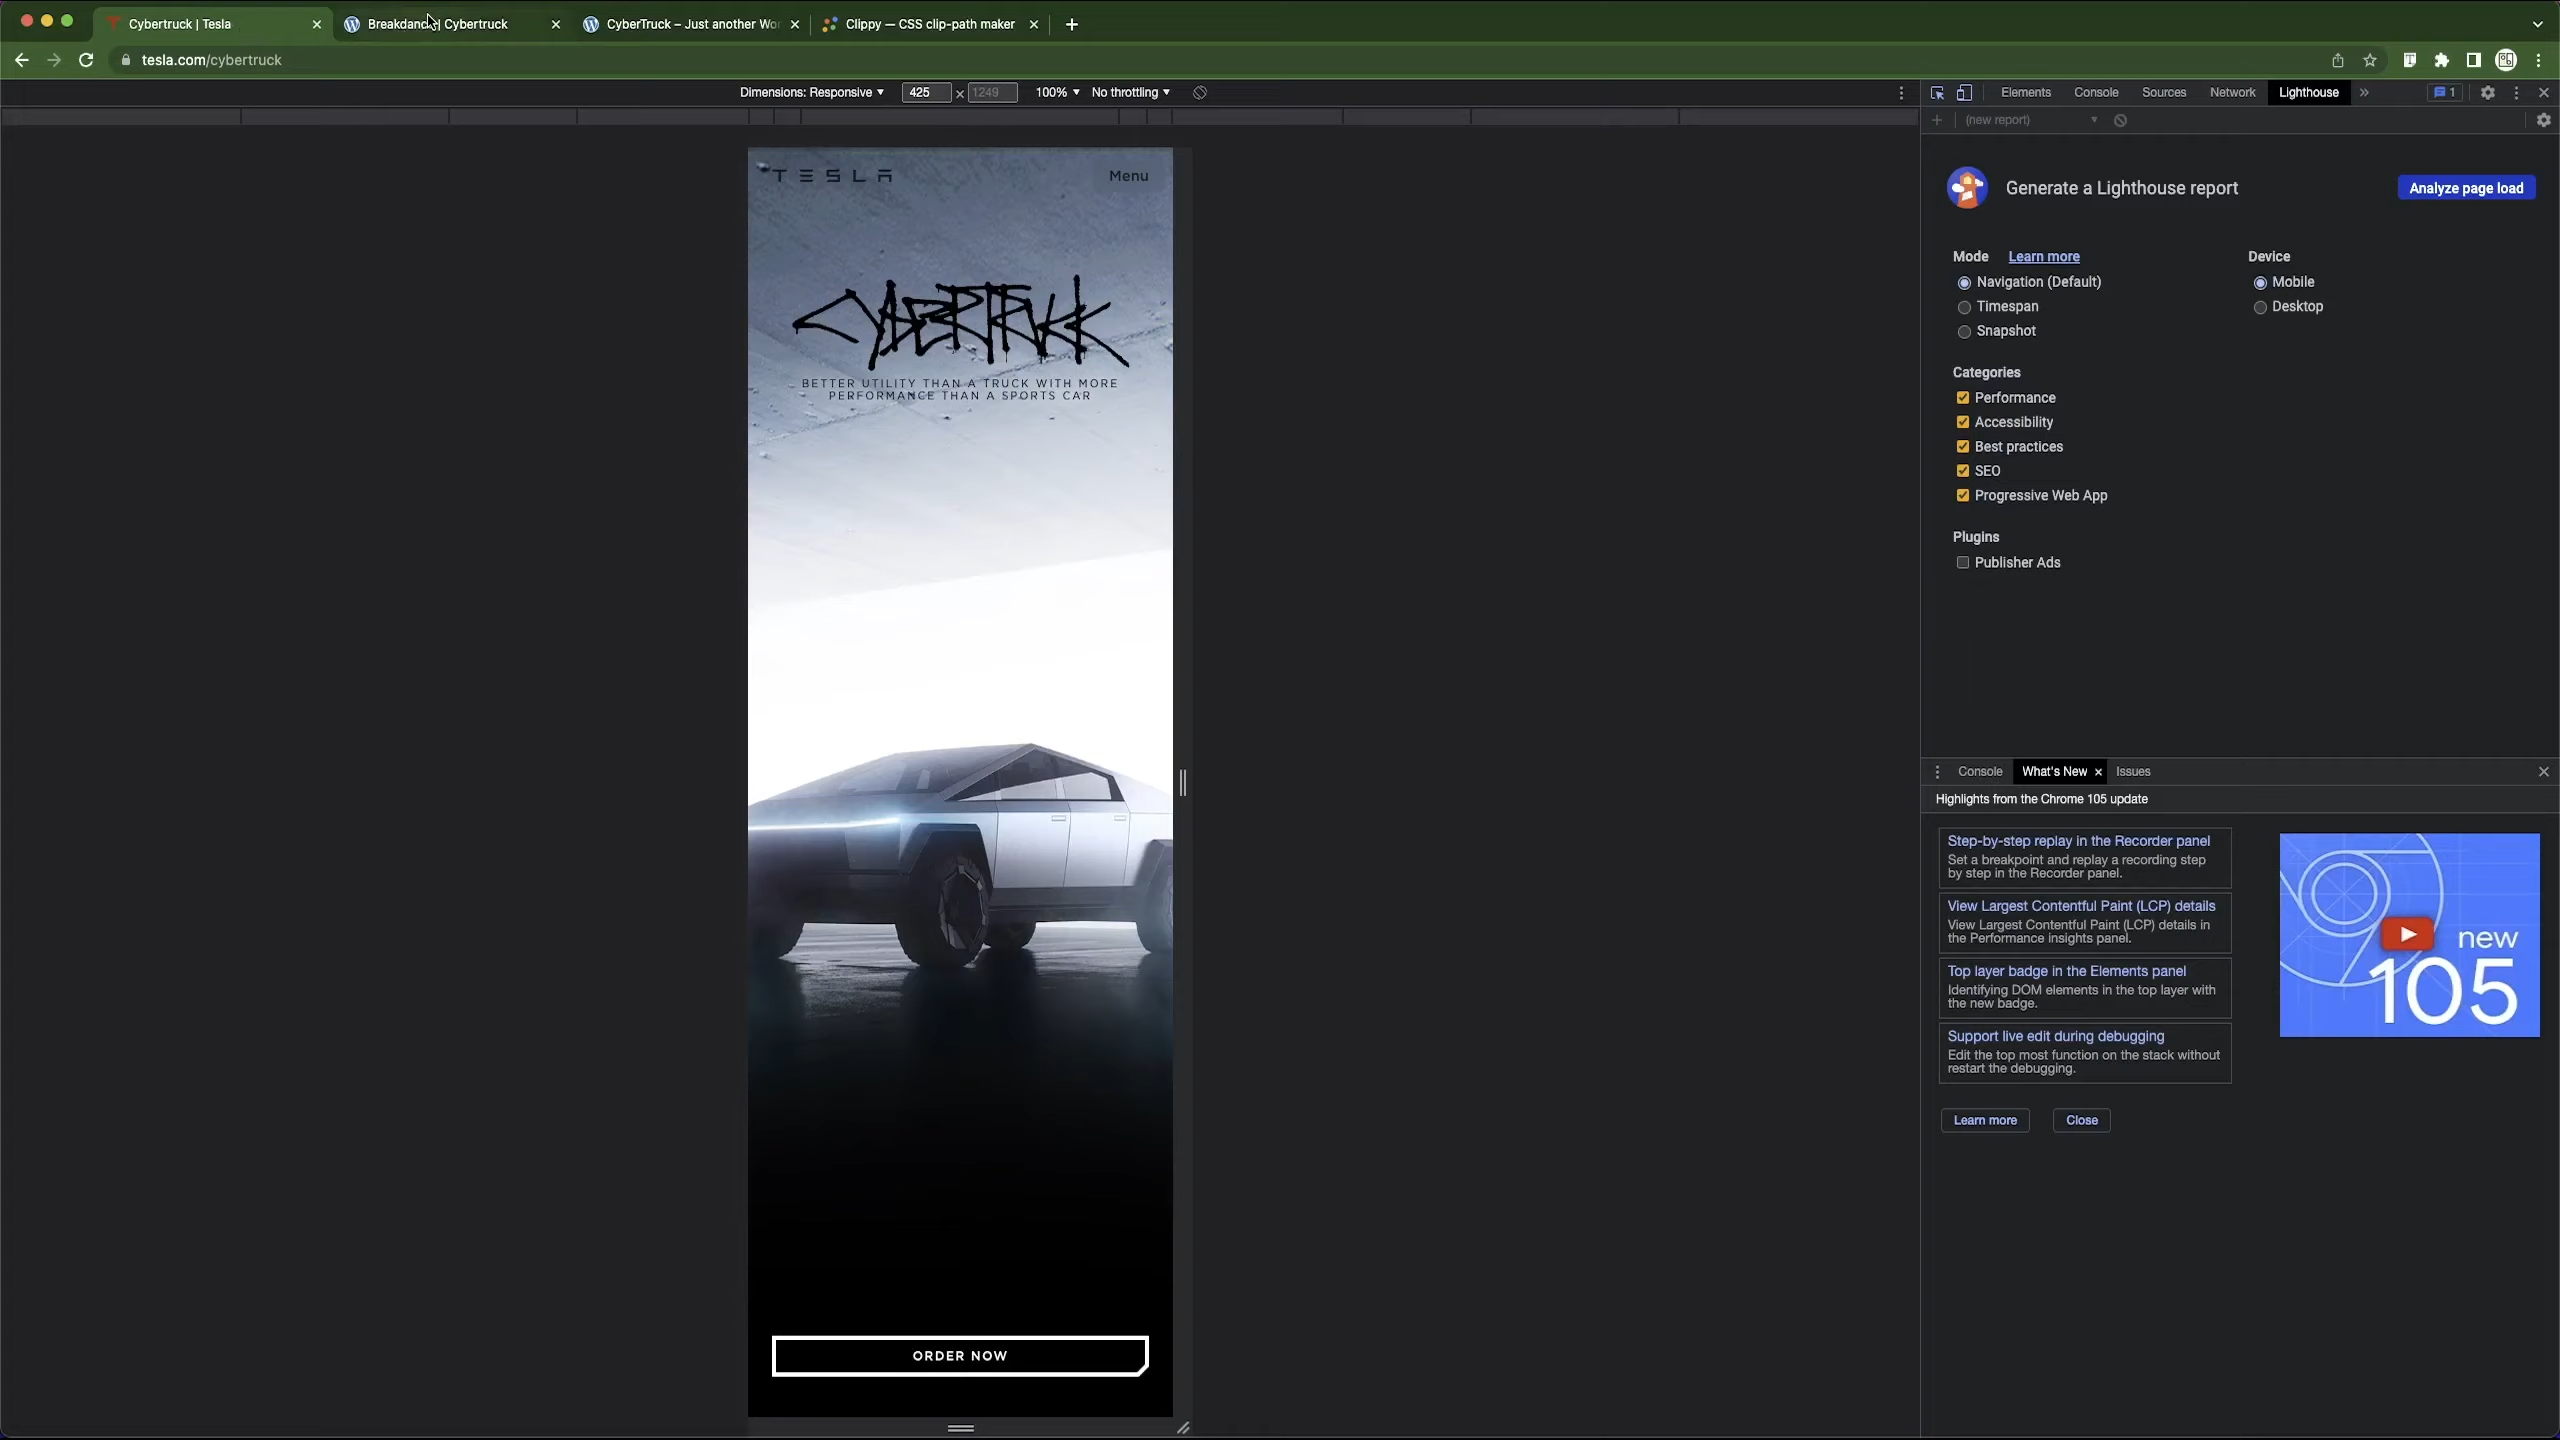 Cybertruck | Tesla
Breakdance | Cybertruck
CyberTruck – Just another Wo
Clippy — CSS clip-path maker
tesla.com/cybertruck
Dimensions: Responsive
425
×
1249
100%
No throttling
Elements
Console
Sources
Network
Lighthouse
1
(new report)
TESLA
Menu
CYBERTRUCK
BETTER UTILITY THAN A TRUCK WITH MORE
PERFORMANCE THAN A SPORTS CAR
ORDER NOW
Generate a Lighthouse report
Analyze page load
Mode
Learn more
Navigation (Default)
Timespan
Snapshot
Device
Mobile
Desktop
Categories
Performance
Accessibility
Best practices
SEO
Progressive Web App
Plugins
Publisher Ads
Console
What's New
Issues
Highlights from the Chrome 105 update
Step-by-step replay in the Recorder panel
Set a breakpoint and replay a recording step
by step in the Recorder panel.
View Largest Contentful Paint (LCP) details
View Largest Contentful Paint (LCP) details in
the Performance insights panel.
Top layer badge in the Elements panel
Identifying DOM elements in the top layer with
the new badge.
Support live edit during debugging
Edit the top most function on the stack without
restart the debugging.
new
105
Learn more
Close